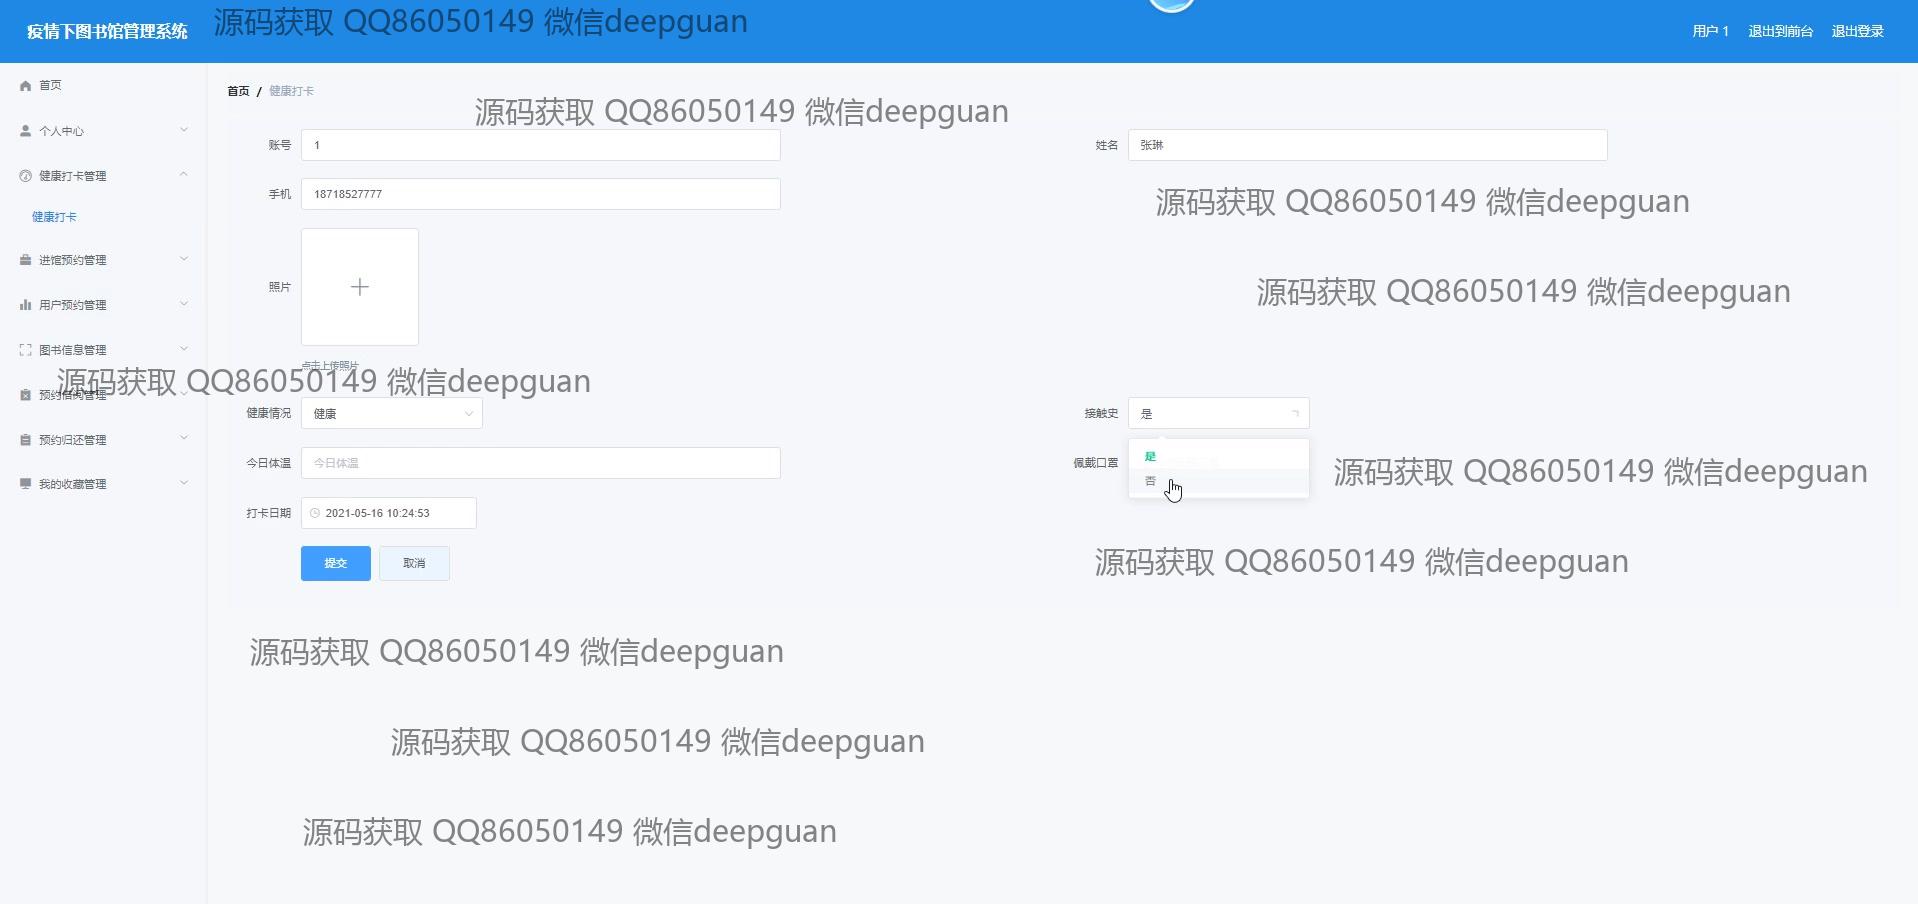 疫情下图书馆管理系统
源码获取 QQ86050149 微信deepguan
用户 1 退出到前台 退出登录
首页
个人中心
健康打卡管理
健康打卡
进馆预约管理
用户预约管理
图书信息管理
预约借阅管理
预约归还管理
我的收藏管理
首页 / 健康打卡
源码获取 QQ86050149 微信deepguan
账号 1
姓名 张琳
手机 18718527777
源码获取 QQ86050149 微信deepguan
照片
源码获取 QQ86050149 微信deepguan
点击上传照片
源码获取 QQ86050149 微信deepguan
健康情况 健康
接触史 是
今日体温 今日体温
佩戴口罩
是
否
源码获取 QQ86050149 微信deepguan
打卡日期 2021-05-16 10:24:53
提交 取消
源码获取 QQ86050149 微信deepguan
源码获取 QQ86050149 微信deepguan
源码获取 QQ86050149 微信deepguan
源码获取 QQ86050149 微信deepguan